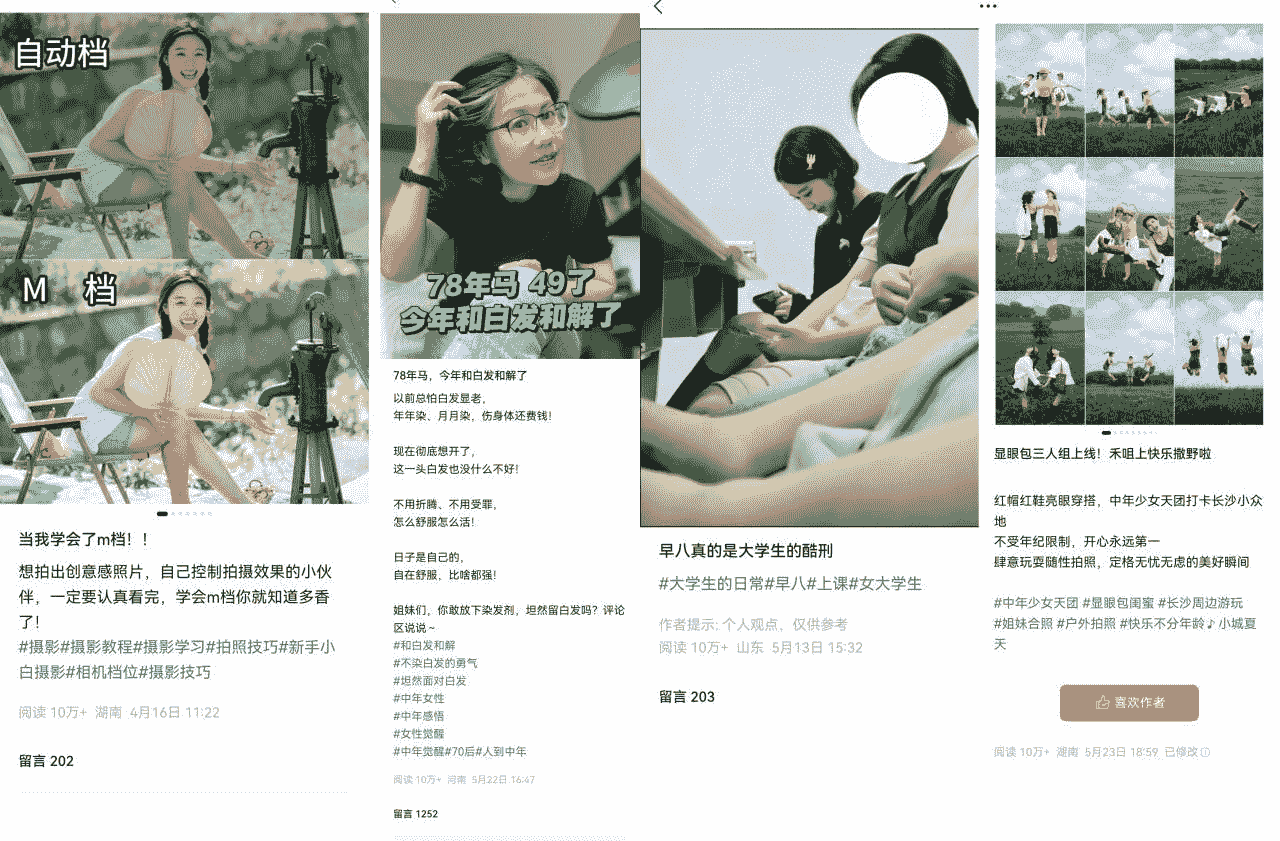 自动档
M 档
当我学会了m档！！
想拍出创意感照片，自己控制拍摄效果的小伙
伴，一定要认真看完，学会m档你就知道多香
了！
#摄影#摄影教程#摄影学习#拍照技巧#新手小
白摄影#相机档位#摄影技巧
阅读 10万+ 湖南 4月16日 11:22
留言 202
78年马 49了
今年和白发和解了
78年马，今年和白发和解了
以前总怕白发显老，
年年染、月月染，伤身体还费钱！
现在彻底想开了，
这一头白发也没什么不好！
不用折腾、不用受罪，
怎么舒服怎么活！
日子是自己的，
自在舒服，比啥都强！
姐妹们，你敢放下染发剂，坦然留白发吗？评论
区说说～
#和白发和解
#不染白发的勇气
#坦然面对白发
#中年女性
#中年感悟
#女性觉醒
#中年觉醒#70后#人到中年
阅读 10万+ 河南 5月22日 16:47
留言 1252
早八真的是大学生的酷刑
#大学生的日常#早八#上课#女大学生
作者提示: 个人观点，仅供参考
阅读 10万+ 山东 5月13日 15:32
留言 203
显眼包三人组上线！禾咀上快乐撒野啦
红帽红鞋亮眼穿搭，中年少女天团打卡长沙小众
地
不受年纪限制，开心永远第一
肆意玩耍随性拍照，定格无忧无虑的美好瞬间
#中年少女天团 #显眼包闺蜜 #长沙周边游玩
#姐妹合照 #户外拍照 #快乐不分年龄♪小城夏
天
喜欢作者
阅读 10万+ 湖南 5月23日 18:59 已修改